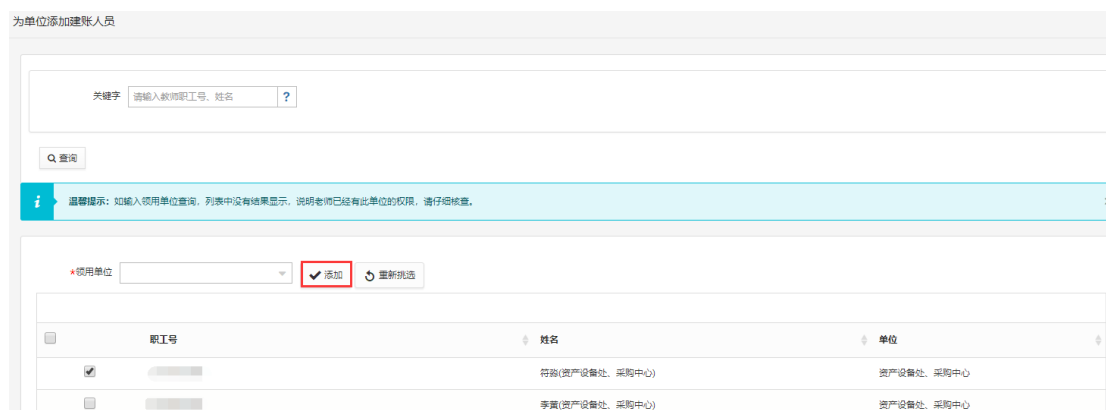 为单位添加建账人员
关键字 请输入教师职工号、姓名 ?
查询
i 温馨提示：如输入领用单位查询，列表中没有结果显示，说明老师已经有此单位的权限，请仔细核查。
*领用单位 添加 重新挑选
职工号 姓名 单位
符謚(资产设备处、采购中心) 资产设备处、采购中心
李菁(资产设备处、采购中心) 资产设备处、采购中心